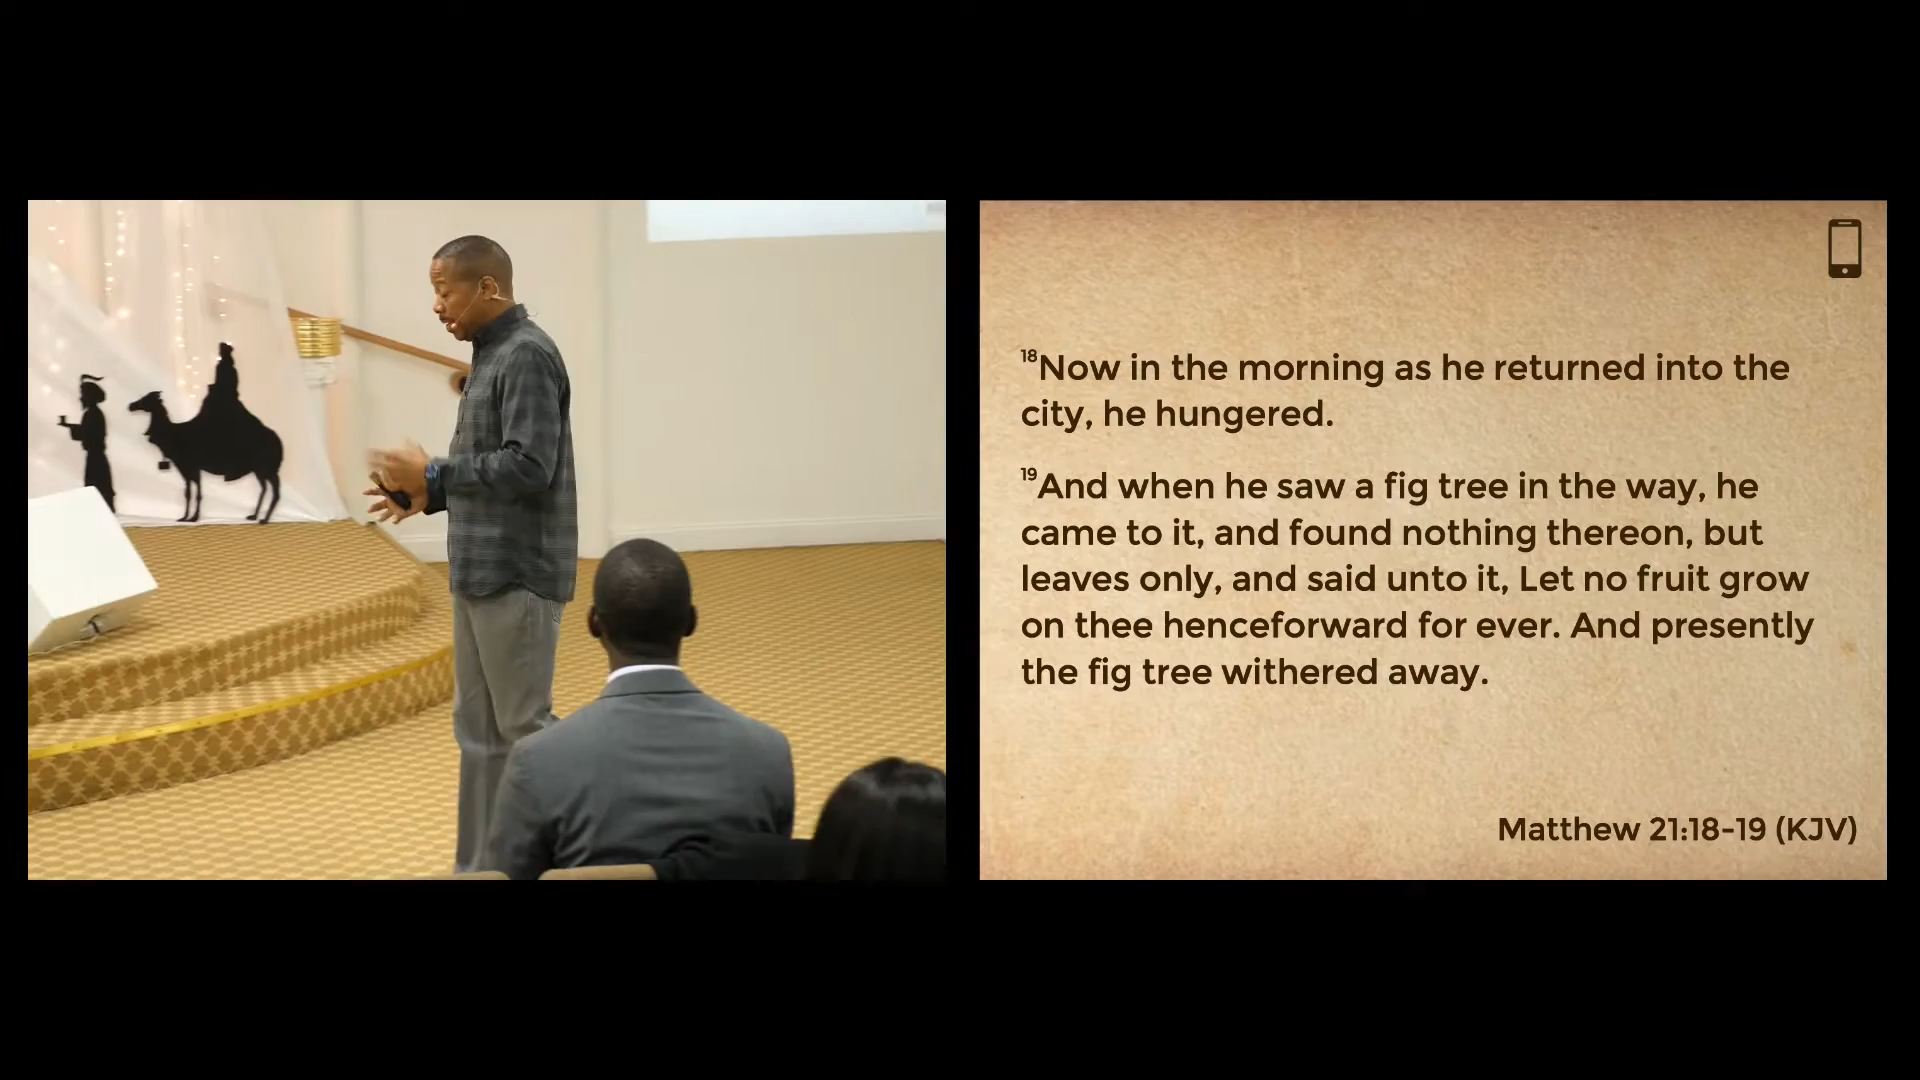 18Now in the morning as he returned into the
city, he hungered.
19And when he saw a fig tree in the way, he
came to it, and found nothing thereon, but
leaves only, and said unto it, Let no fruit grow
on thee henceforward for ever. And presently
the fig tree withered away.
Matthew 21:18-19 (KJV)